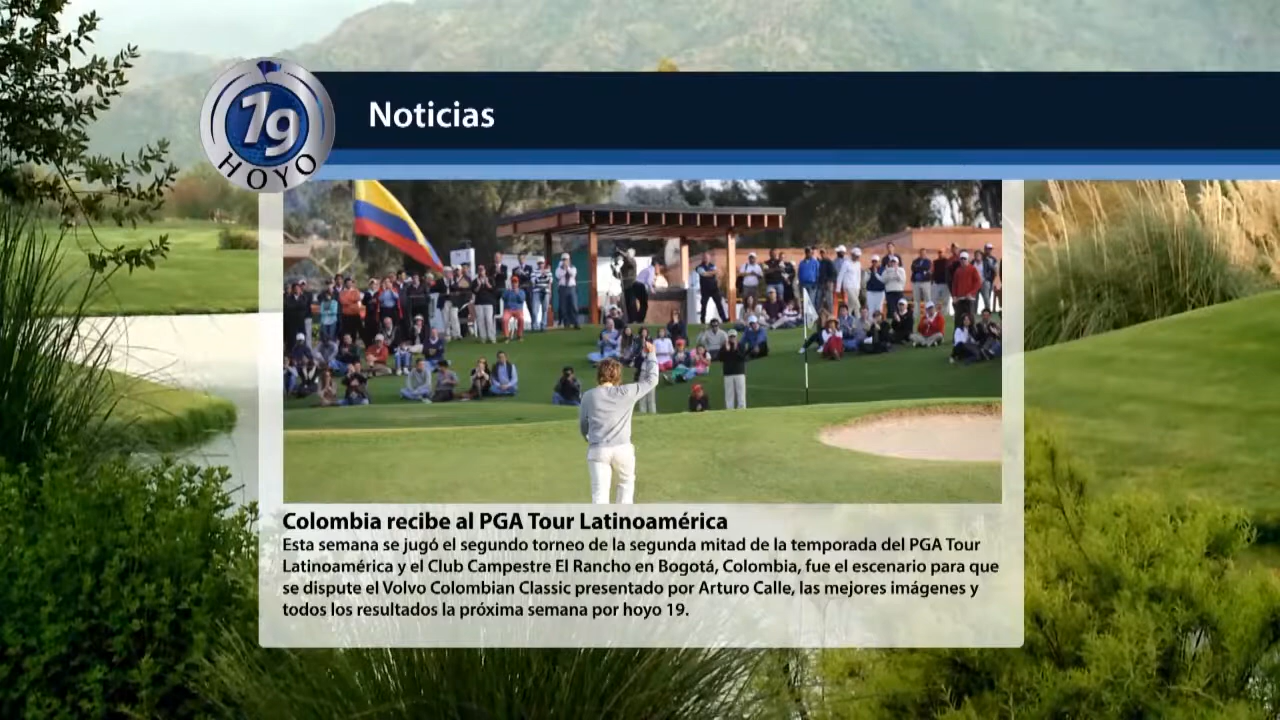 19
HOYO
Noticias
Colombia recibe al PGA Tour Latinoamérica
Esta semana se jugó el segundo torneo de la segunda mitad de la temporada del PGA Tour
Latinoamérica y el Club Campestre El Rancho en Bogotá, Colombia, fue el escenario para que
se dispute el Volvo Colombian Classic presentado por Arturo Calle, las mejores imágenes y
todos los resultados la próxima semana por hoyo 19.